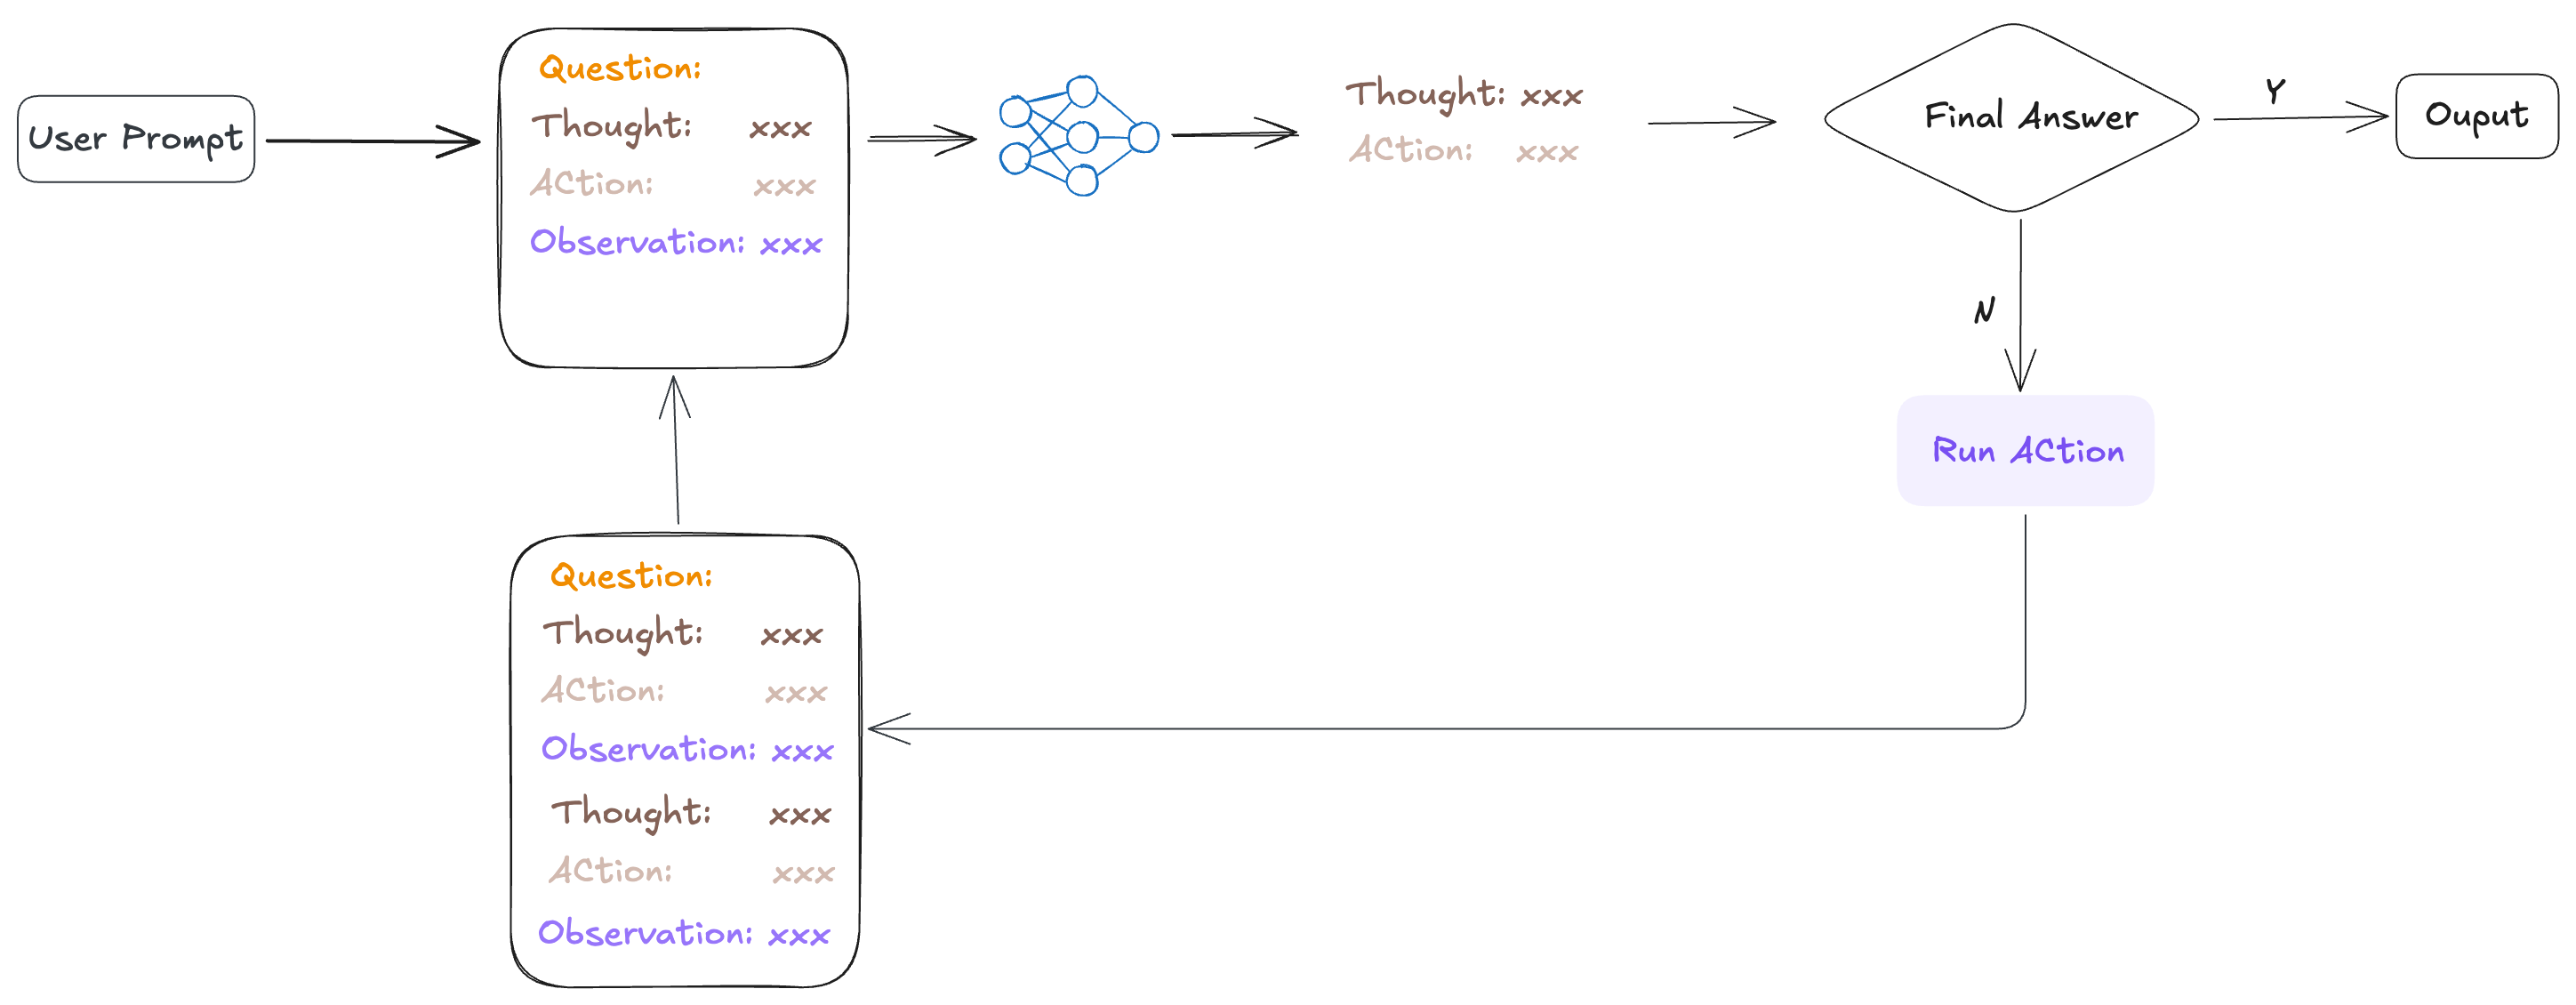 User Prompt
Question:
Thought: xxx
ACtion: xxx
Observation: xxx
Thought: xxx
ACtion: xxx
Final Answer
Y
Ouput
N
Run ACtion
Question:
Thought: xxx
ACtion: xxx
Observation: xxx
Thought: xxx
ACtion: xxx
Observation: xxx